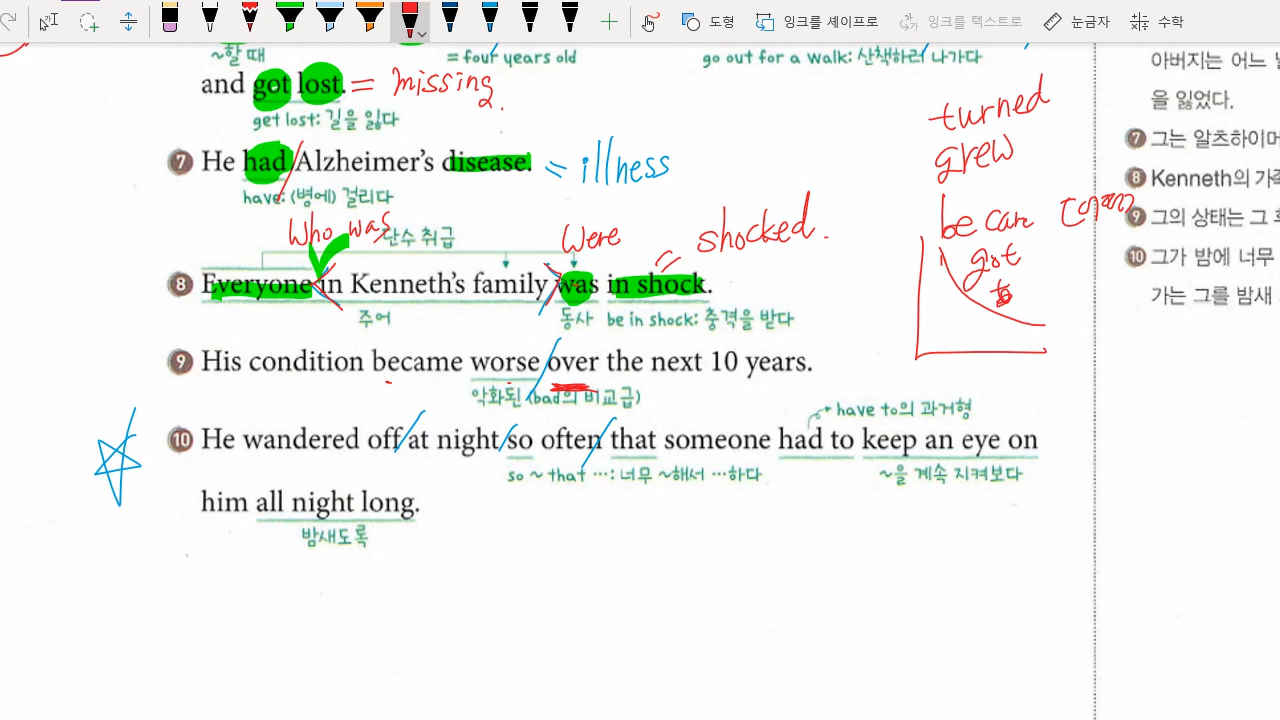 도형 잉크를 셰이프로 잉크를 텍스트로 눈금자 수학
~할 때 = four years old go out for a walk: 산책하러 나가다
and got lost. = missing
get lost: 길을 잃다
turned
grew
아버지는 어느
을 잃었다.
7 He had Alzheimer's disease. = illness
have: (병에) 걸리다
7 그는 알츠하이머
8 Kenneth의 가족
who was 단수 취급 were = shocked.
became
got
8 Everyone in Kenneth's family was in shock.
주어 동사 be in shock: 충격을 받다
9 그의 상태는 그
10 그가 밤에 너무
가는 그를 밤새
9 His condition became worse over the next 10 years.
악화된 (bad의 비교급)
have to의 과거형
10 He wandered off at night so often that someone had to keep an eye on
so ~ that …: 너무 ~해서 …하다 ~을 계속 지켜보다
him all night long.
밤새도록